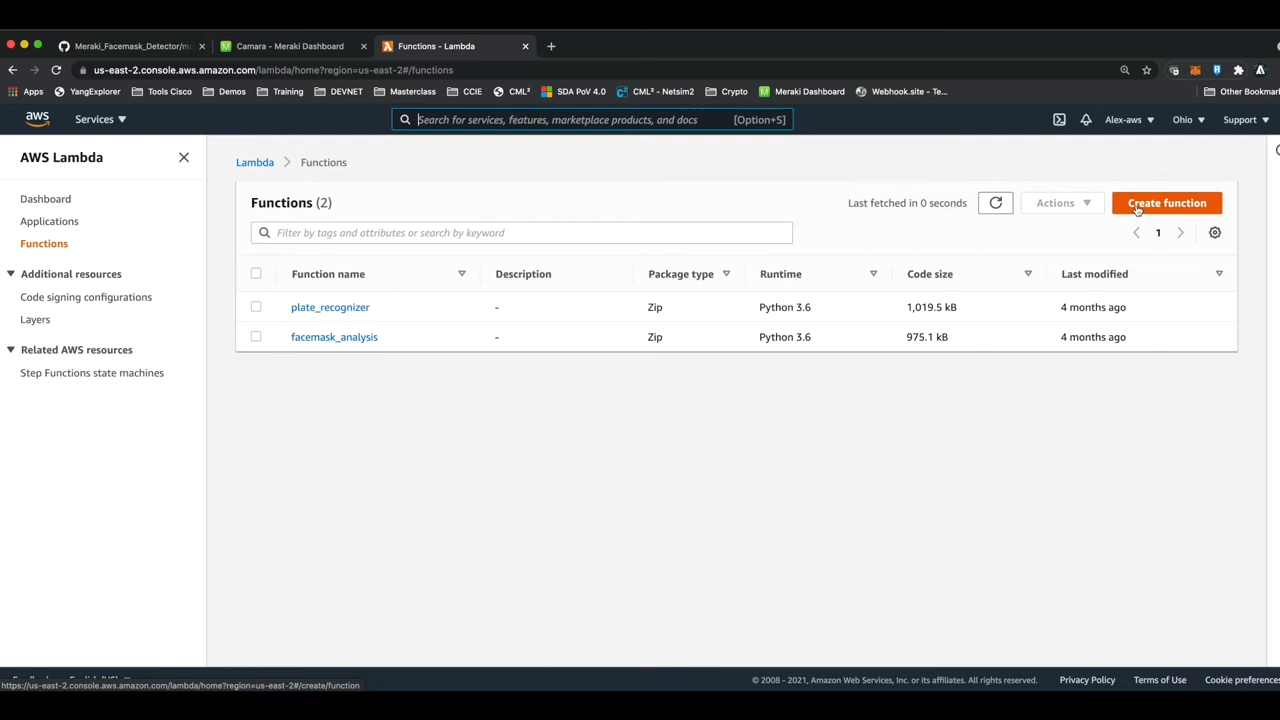 Meraki_Facemask_Detector/m
Camara - Meraki Dashboard
Functions - Lambda
us-east-2.console.aws.amazon.com/lambda/home?region=us-east-2#/functions
Apps YangExplorer Tools Cisco Demos Training DEVNET Masterclass CCIE CML² SDA PoV 4.0 CML² - Netsim2 Crypto Meraki Dashboard Webhook.site - Te... Other Bookmar
aws Services Search for services, features, marketplace products, and docs [Option+S] Alex-aws Ohio Support
AWS Lambda
Dashboard
Applications
Functions
Additional resources
Code signing configurations
Layers
Related AWS resources
Step Functions state machines
Lambda > Functions
Functions (2) Last fetched in 0 seconds Actions Create function
Filter by tags and attributes or search by keyword 1
Function name Description Package type Runtime Code size Last modified
plate_recognizer - Zip Python 3.6 1,019.5 kB 4 months ago
facemask_analysis - Zip Python 3.6 975.1 kB 4 months ago
https://us-east-2.console.aws.amazon.com/lambda/home?region=us-east-2#/create/function
© 2008 - 2021, Amazon Web Services, Inc. or its affiliates. All rights reserved. Privacy Policy Terms of Use Cookie preferences